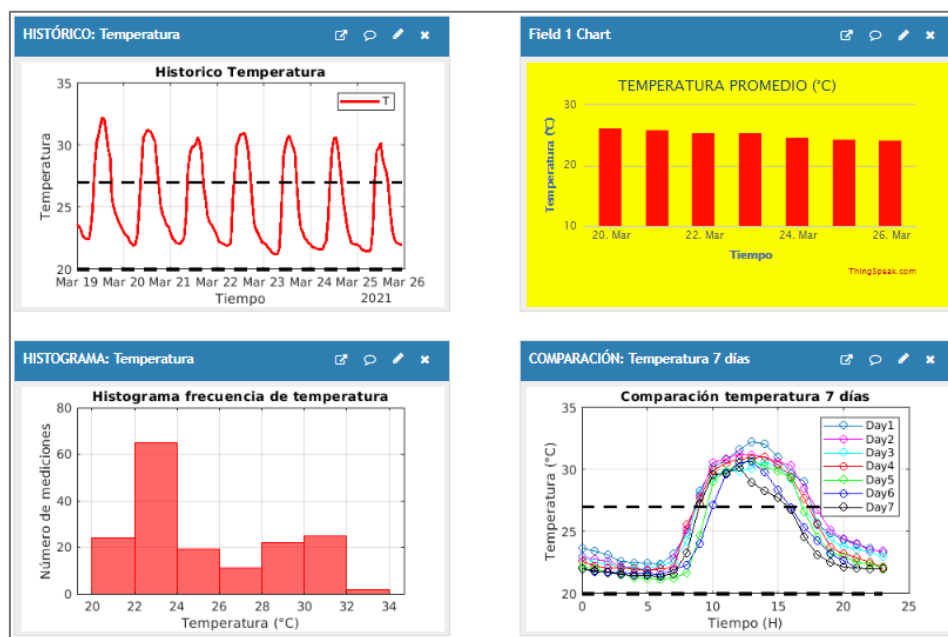 HISTÓRICO: Temperatura
Historico Temperatura
35
30
25
20
Temperatura
T
Mar 19 Mar 20 Mar 21 Mar 22 Mar 23 Mar 24 Mar 25 Mar 26
Tiempo
2021
Field 1 Chart
TEMPERATURA PROMEDIO (°C)
30
20
10
Temperatura (°C)
20. Mar 22. Mar 24. Mar 26. Mar
Tiempo
ThingSpeak.com
HISTOGRAMA: Temperatura
Histograma frecuencia de temperatura
80
60
40
20
0
Número de mediciones
20 22 24 26 28 30 32 34
Temperatura (°C)
COMPARACIÓN: Temperatura 7 días
Comparación temperatura 7 días
35
30
25
20
Temperatura (°C)
Day1
Day2
Day3
Day4
Day5
Day6
Day7
0 5 10 15 20 25
Tiempo (H)